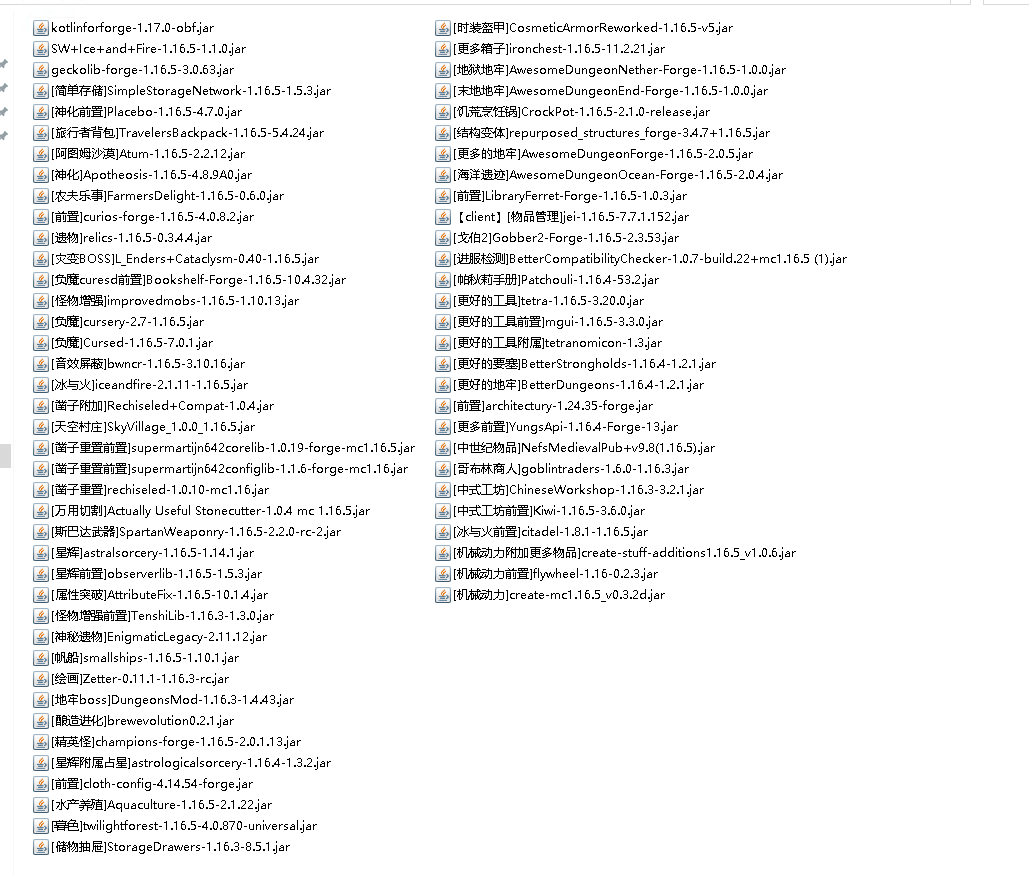 kotlinforforge-1.17.0-obf.jar
SW+Ice+and+Fire-1.16.5-1.1.0.jar
geckolib-forge-1.16.5-3.0.63.jar
[简单存储]SimpleStorageNetwork-1.16.5-1.5.3.jar
[神化前置]Placebo-1.16.5-4.7.0.jar
[旅行者背包]TravelersBackpack-1.16.5-5.4.24.jar
[阿图姆沙漠]Atum-1.16.5-2.2.12.jar
[神化]Apotheosis-1.16.5-4.8.9A0.jar
[农夫乐事]FarmersDelight-1.16.5-0.6.0.jar
[前置]curios-forge-1.16.5-4.0.8.2.jar
[遗物]relics-1.16.5-0.3.4.4.jar
[灾变BOSS]L_Enders+Cataclysm-0.40-1.16.5.jar
[负魔curesd前置]Bookshelf-Forge-1.16.5-10.4.32.jar
[怪物增强]improvedmobs-1.16.5-1.10.13.jar
[负魔]cursery-2.7-1.16.5.jar
[负魔]Cursed-1.16.5-7.0.1.jar
[音效屏蔽]bwncr-1.16.5-3.10.16.jar
[冰与火]iceandfire-2.1.11-1.16.5.jar
[凿子附加]Rechiseled+Compat-1.0.4.jar
[天空村庄]SkyVillage_1.0.0_1.16.5.jar
[凿子重置前置]supermartijn642corelib-1.0.19-forge-mc1.16.5.jar
[凿子重置前置]supermartijn642configlib-1.1.6-forge-mc1.16.jar
[凿子重置]rechiseled-1.0.10-mc1.16.jar
[万用切割]Actually Useful Stonecutter-1.0.4 mc 1.16.5.jar
[斯巴达武器]SpartanWeaponry-1.16.5-2.2.0-rc-2.jar
[星辉]astralsorcery-1.16.5-1.14.1.jar
[星辉前置]observerlib-1.16.5-1.5.3.jar
[属性突破]AttributeFix-1.16.5-10.1.4.jar
[怪物增强前置]TenshiLib-1.16.3-1.3.0.jar
[神秘遗物]EnigmaticLegacy-2.11.12.jar
[帆船]smallships-1.16.5-1.10.1.jar
[绘画]Zetter-0.11.1-1.16.3-rc.jar
[地牢boss]DungeonsMod-1.16.3-1.4.43.jar
[酿造进化]brewevolution0.2.1.jar
[精英怪]champions-forge-1.16.5-2.0.1.13.jar
[星辉附属占星]astrologicalsorcery-1.16.4-1.3.2.jar
[前置]cloth-config-4.14.54-forge.jar
[水产养殖]Aquaculture-1.16.5-2.1.22.jar
[暮色]twilightforest-1.16.5-4.0.870-universal.jar
[储物抽屉]StorageDrawers-1.16.3-8.5.1.jar
[时装盔甲]CosmeticArmorReworked-1.16.5-v5.jar
[更多箱子]ironchest-1.16.5-11.2.21.jar
[地狱地牢]AwesomeDungeonNether-Forge-1.16.5-1.0.0.jar
[末地地牢]AwesomeDungeonEnd-Forge-1.16.5-1.0.0.jar
[饥荒烹饪锅]CrockPot-1.16.5-2.1.0-release.jar
[结构变体]repurposed_structures_forge-3.4.7+1.16.5.jar
[更多的地牢]AwesomeDungeonForge-1.16.5-2.0.5.jar
[海洋遗迹]AwesomeDungeonOcean-Forge-1.16.5-2.0.4.jar
[前置]LibraryFerret-Forge-1.16.5-1.0.3.jar
【client】[物品管理]jei-1.16.5-7.7.1.152.jar
[戈伯2]Gobber2-Forge-1.16.5-2.3.53.jar
[进服检测]BetterCompatibilityChecker-1.0.7-build.22+mc1.16.5 (1).jar
[帕秋莉手册]Patchouli-1.16.4-53.2.jar
[更好的工具]tetra-1.16.5-3.20.0.jar
[更好的工具前置]mgui-1.16.5-3.3.0.jar
[更好的工具附属]tetranomicon-1.3.jar
[更好的要塞]BetterStrongholds-1.16.4-1.2.1.jar
[更好的地牢]BetterDungeons-1.16.4-1.2.1.jar
[前置]architectury-1.24.35-forge.jar
[更多前置]YungsApi-1.16.4-Forge-13.jar
[中世纪物品]NefsMedievalPub+v9.8(1.16.5).jar
[哥布林商人]goblintraders-1.6.0-1.16.3.jar
[中式工坊]ChineseWorkshop-1.16.3-3.2.1.jar
[中式工坊前置]Kiwi-1.16.5-3.6.0.jar
[冰与火前置]citadel-1.8.1-1.16.5.jar
[机械动力附加更多物品]create-stuff-additions1.16.5_v1.0.6.jar
[机械动力前置]flywheel-1.16-0.2.3.jar
[机械动力]create-mc1.16.5_v0.3.2d.jar